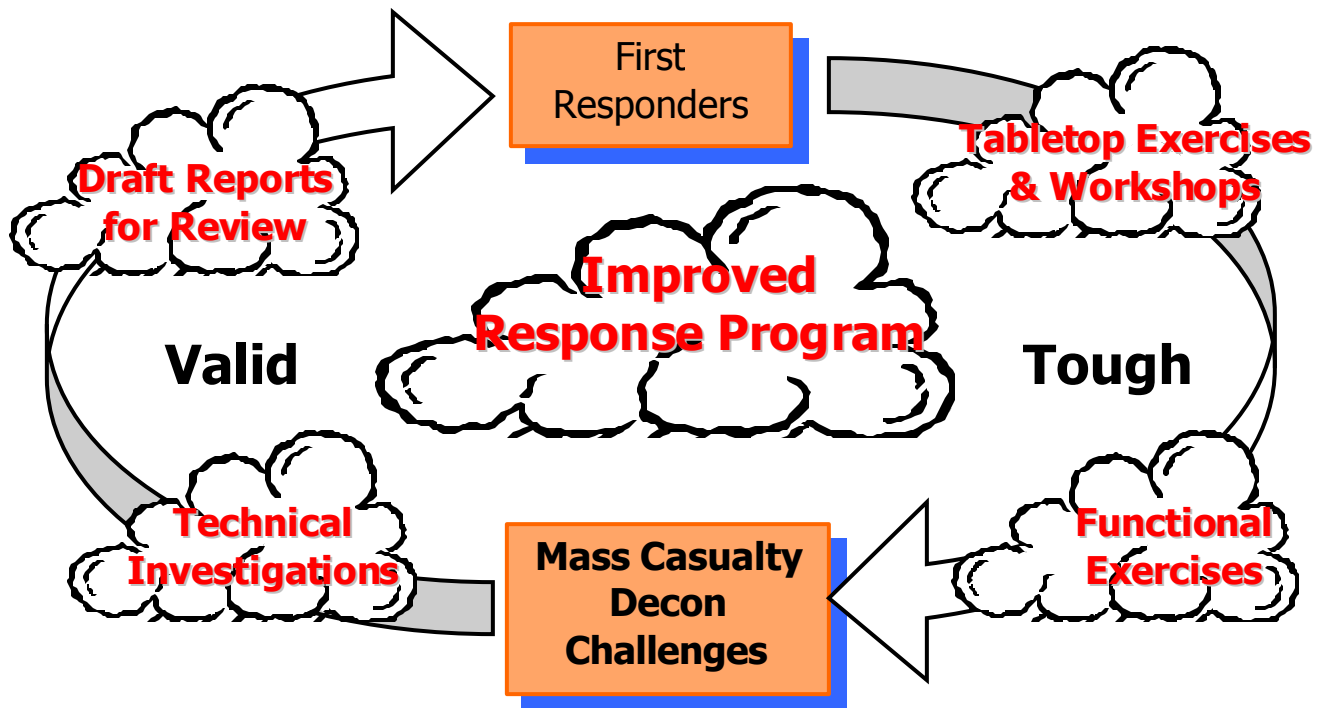 First
Responders
Tabletop Exercises
& Workshops
Draft Reports
for Review
Improved
Response Program
Valid
Tough
Technical
Investigations
Mass Casualty
Decon
Challenges
Functional
Exercises